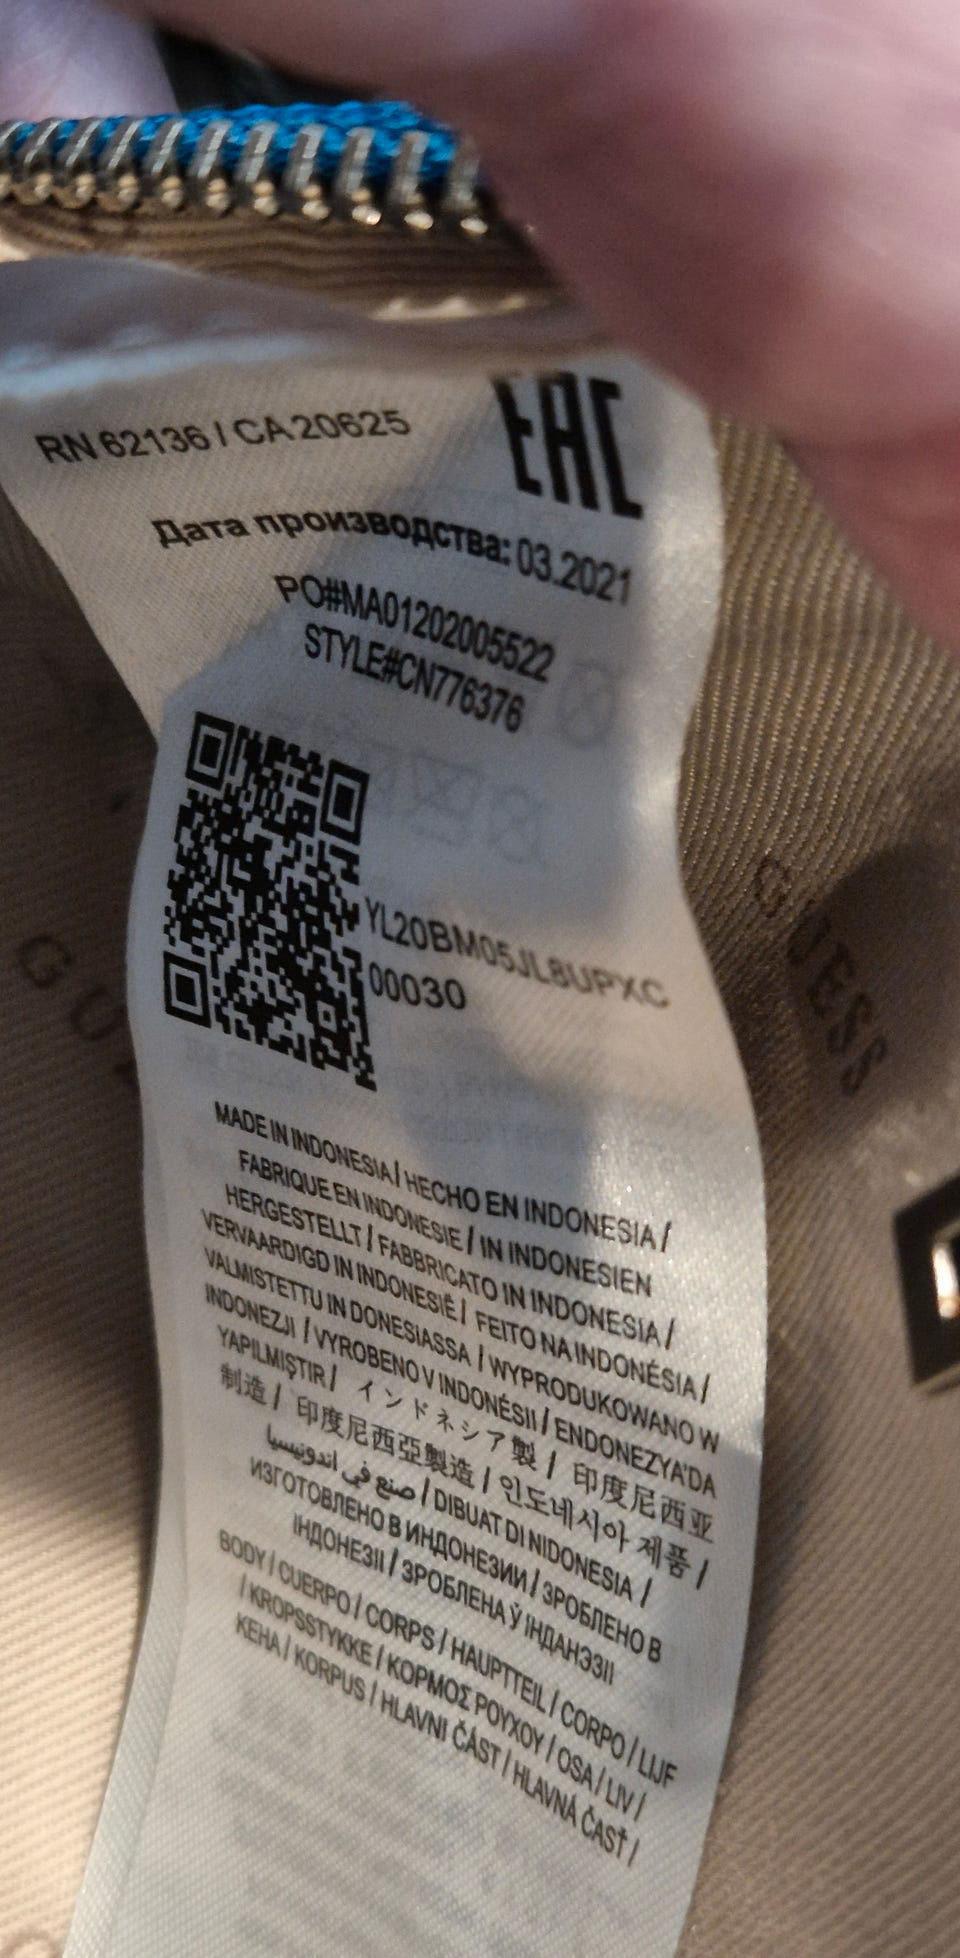 RN 62136 / CA 20625
EAC
Дата производства: 03.2021
PO#MA01202005522
STYLE#CN776376
YL20BM05JL8UPXC
00030
GUESS
MADE IN INDONESIA / HECHO EN INDONESIA /
FABRIQUE EN INDONESIE / IN INDONESIEN
HERGESTELLT / FABBRICATO IN INDONESIA /
VERVAARDIGD IN INDONESIË / FEITO NA INDONÉSIA /
VALMISTETTU IN DONESIASSA / WYPRODUKOWANO W
INDONEZJI / VYROBENO V INDONÉSII / ENDONEZYA'DA
YAPILMIŞTIR / インドネシア製 / 印度尼西亚
制造 / 印度尼西亞製造 / 인도네시아 제품 /
صنع في اندونيسيا / DIBUAT DI NIDONESIA /
ИЗГОТОВЛЕНО В ИНДОНЕЗИИ / ЗРОБЛЕНО В
ІНДОНЕЗІІ / ЗРОБЛЕНА Ў ІНДАНЭЗІІ
BODY / CUERPO / CORPS / HAUPTTEIL / CORPO / LIJF
/ KROPSSTYKKE / ΚΟΡΜΟΣ ΡΟΥΧΟΥ / OSA / LIV /
KEHA / KORPUS / HLAVNI ČÁST / HLAVNÁ ČASŤ /